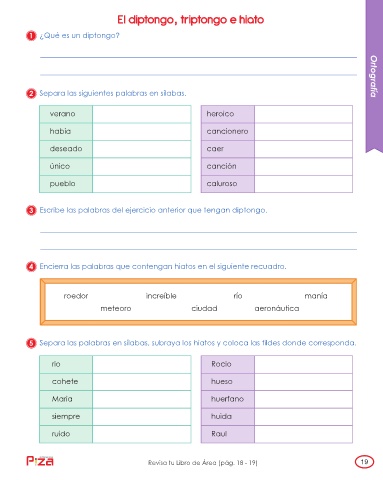 El diptongo, triptongo e hiato
1 ¿Qué es un diptongo?
Ortografía
2 Separa las siguientes palabras en sílabas.
verano heroico
había cancionero
deseado caer
único canción
pueblo caluroso
3 Escribe las palabras del ejercicio anterior que tengan diptongo.
4 Encierra las palabras que contengan hiatos en el siguiente recuadro.
roedor increíble río manía
meteoro ciudad aeronáutica
5 Separa las palabras en sílabas, subraya los hiatos y coloca las tildes donde corresponda.
rio Rocio
cohete hueso
Maria huerfano
siempre huida
ruido Raul
Piza
Revisa tu Libro de Área (pág. 18 - 19)
19